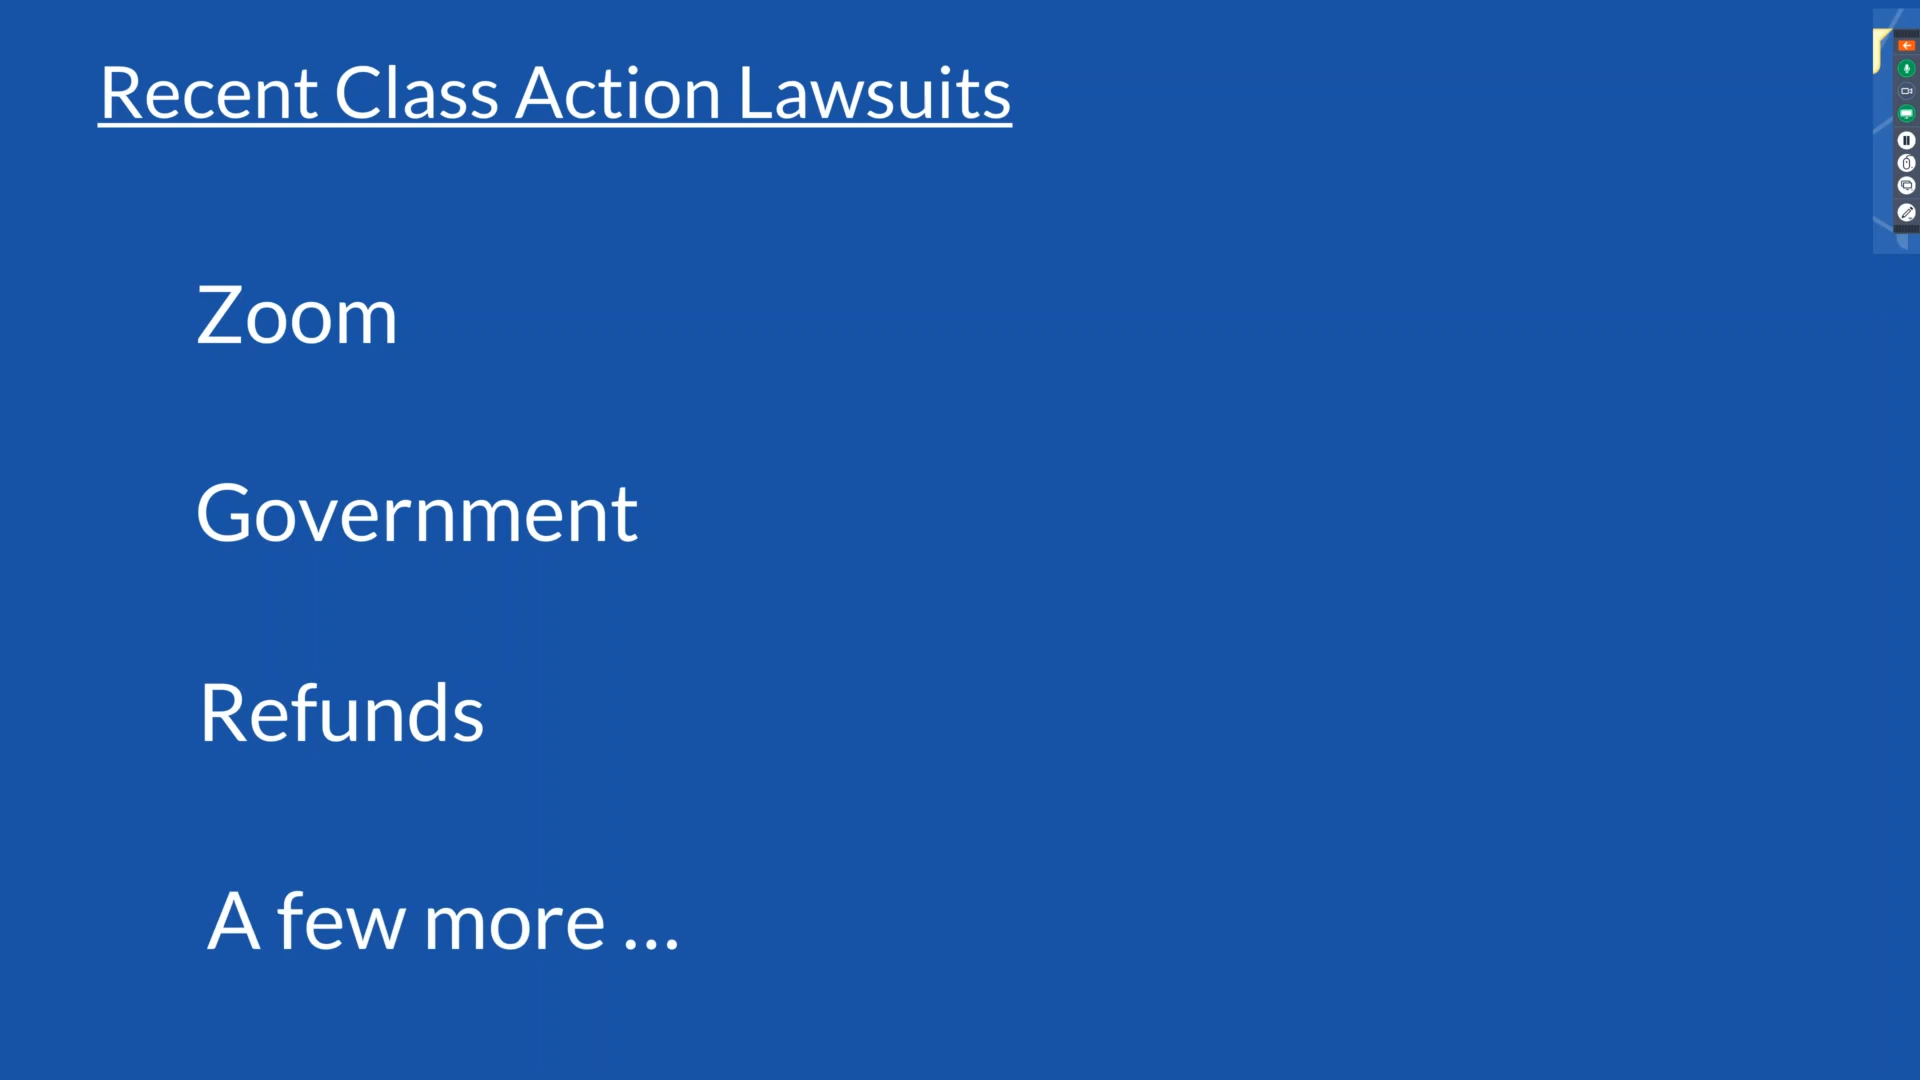 Recent Class Action Lawsuits
Zoom
Government
Refunds
A few more ...